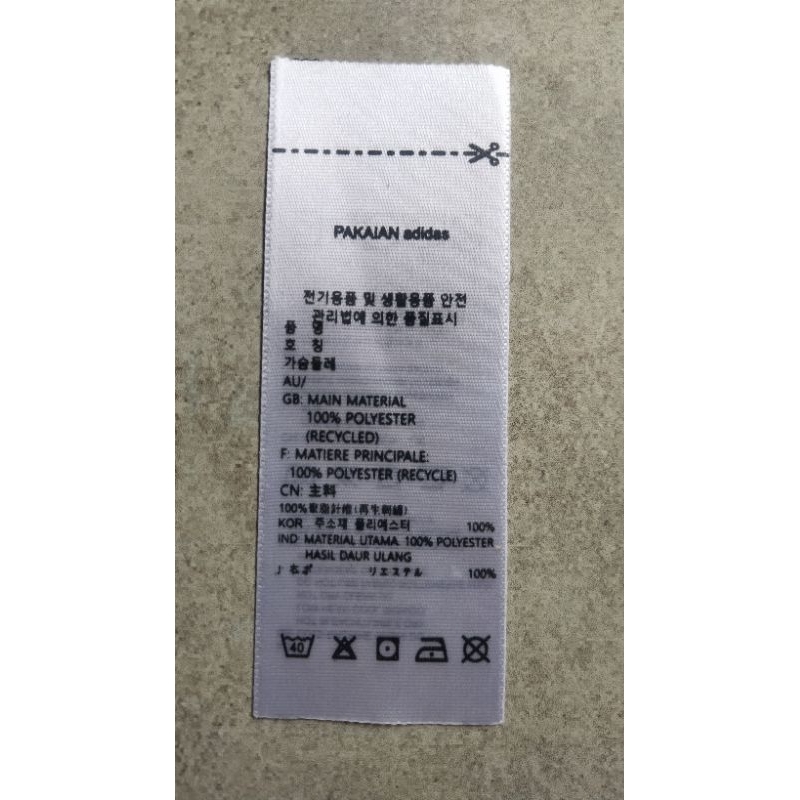 PAKAIAN adidas
전기용품 및 생활용품 안전
관리법에 의한 품질표시
품 명
호 칭
가슴둘레
AU/
GB: MAIN MATERIAL
100% POLYESTER
(RECYCLED)
F: MATIERE PRINCIPALE:
100% POLYESTER (RECYCLE)
CN: 主料
100%
KOR 주소재 폴리에스터 100%
IND: MATERIAL UTAMA. 100% POLYESTER
HASIL DAUR ULANG
リエステル 100%
40